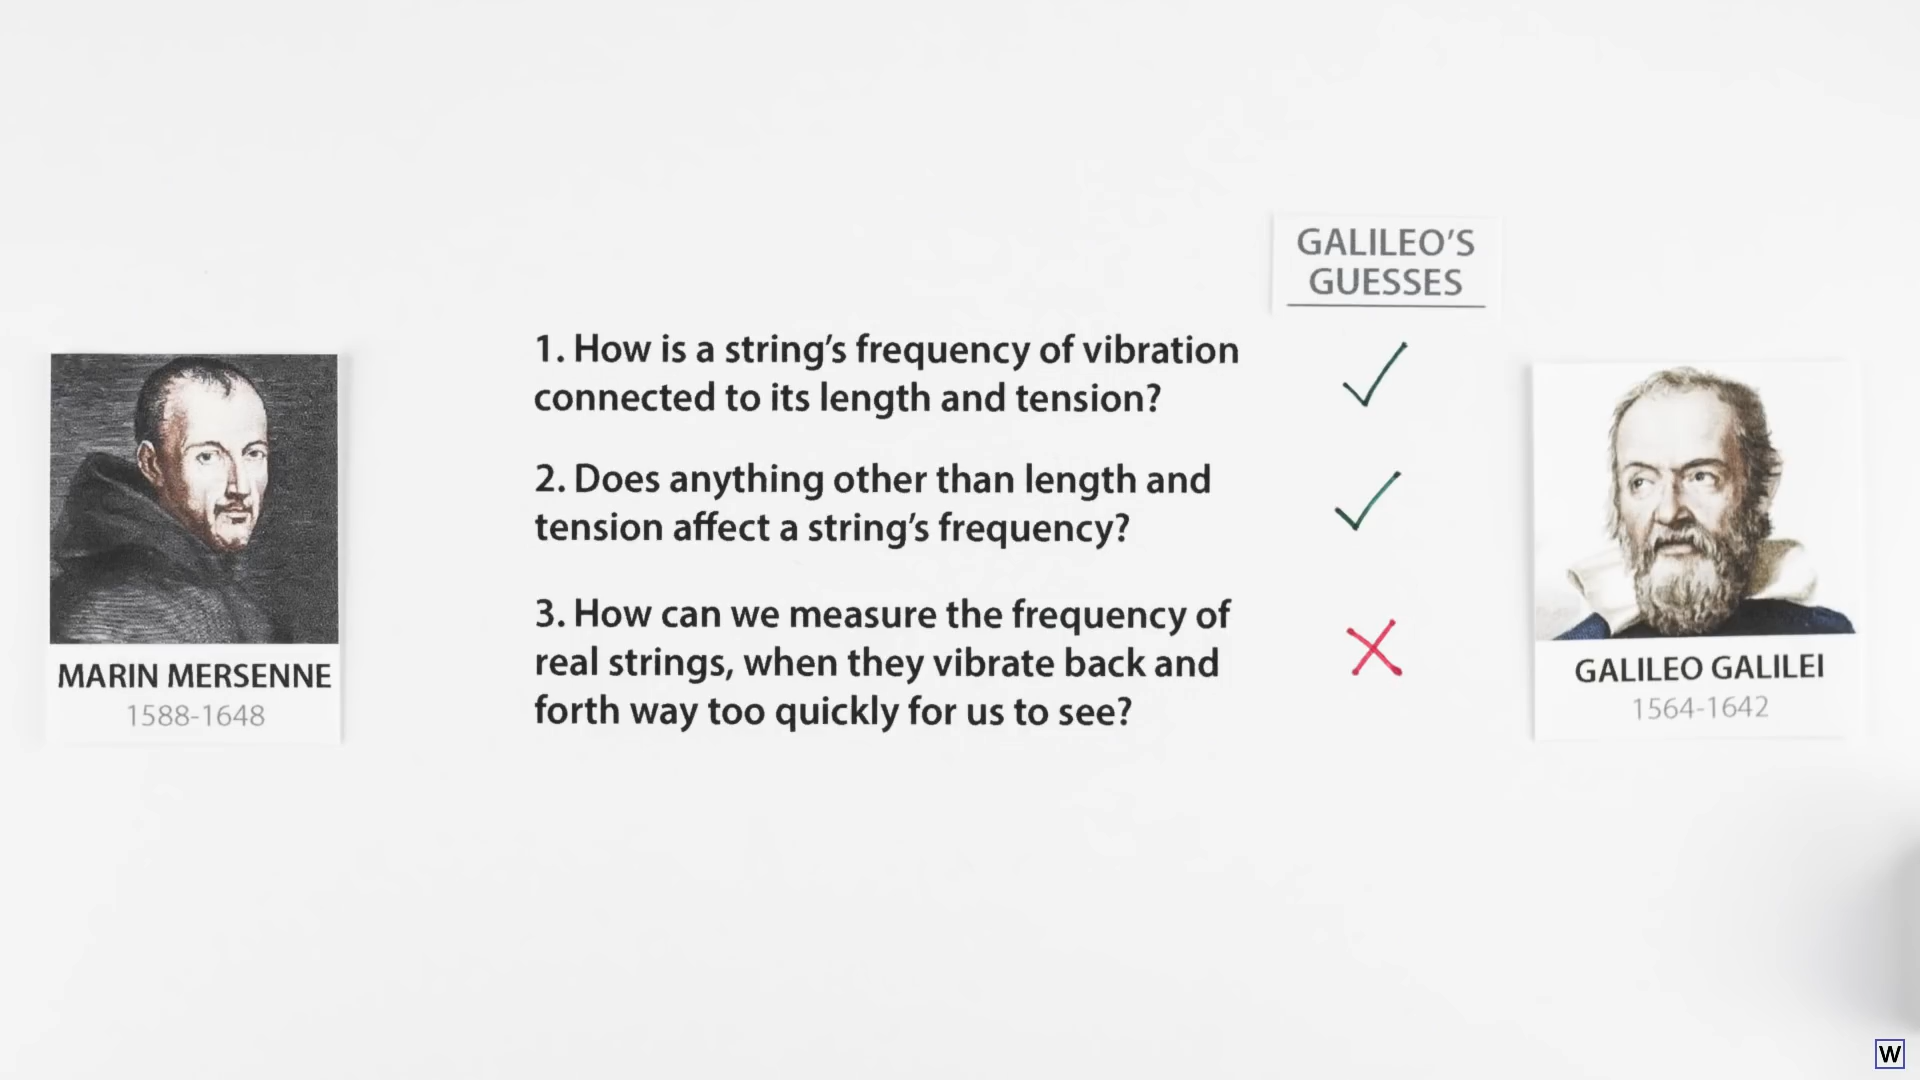 GALILEO'S
GUESSES
1. How is a string's frequency of vibration
connected to its length and tension?
2. Does anything other than length and
tension affect a string's frequency?
3. How can we measure the frequency of
real strings, when they vibrate back and
forth way too quickly for us to see?
MARIN MERSENNE
1588-1648
GALILEO GALILEI
1564-1642
W